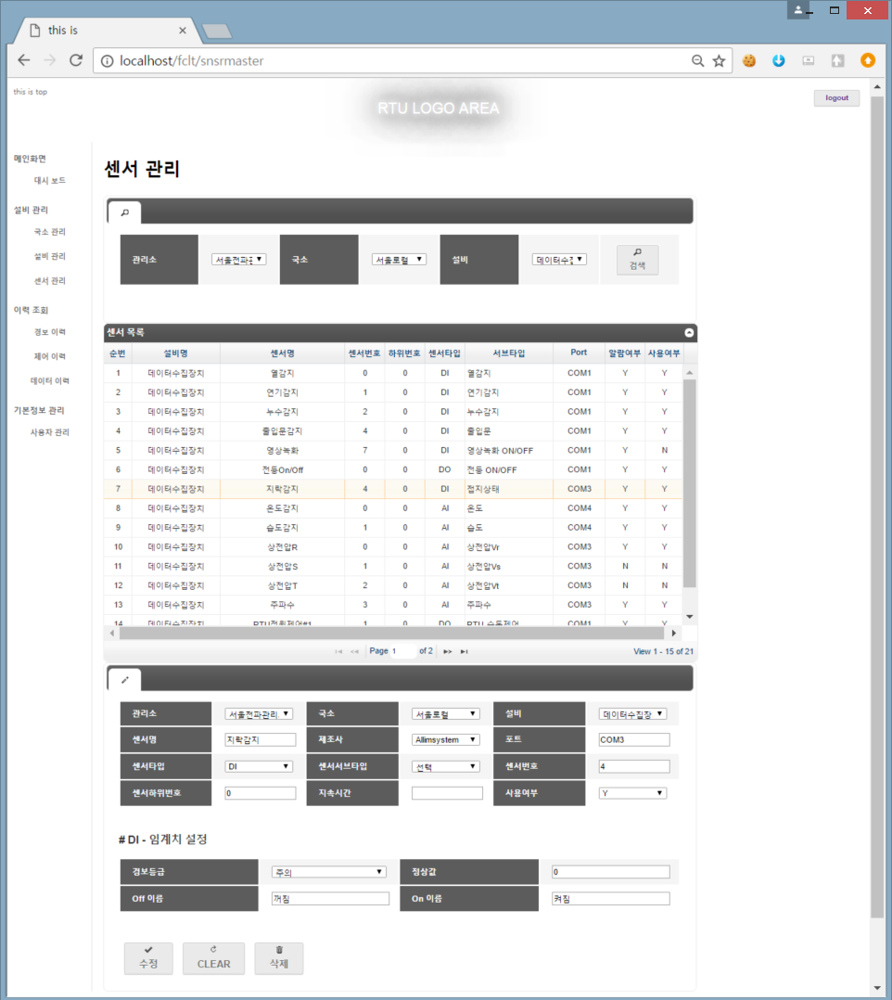 this is
localhost/fclt/snsrmaster
this is top
RTU LOGO AREA
logout
메인화면
대시 보드
설비 관리
국소 관리
설비 관리
센서 관리
이력 조회
경보 이력
제어 이력
데이터 이력
기본정보 관리
사용자 관리
센서 관리
관리소 서울전파관 국소 서울로컬 설비 데이터수집 검색
센서 목록
순번 설비명 센서명 센서번호 하위번호 센서타입 서브타입 Port 알람여부 사용여부
1 데이터수집장치 열감지 0 0 DI 열감지 COM1 Y Y
2 데이터수집장치 연기감지 1 0 DI 연기감지 COM1 Y Y
3 데이터수집장치 누수감지 2 0 DI 누수감지 COM1 Y Y
4 데이터수집장치 출입문감지 4 0 DI 출입문 COM1 Y Y
5 데이터수집장치 영상녹화 7 0 DI 영상녹화 ON/OFF COM1 Y N
6 데이터수집장치 전등On/Off 0 0 DO 전등 ON/OFF COM1 Y Y
7 데이터수집장치 지락감지 4 0 DI 접지상태 COM3 Y Y
8 데이터수집장치 온도감지 0 0 AI 온도 COM4 Y Y
9 데이터수집장치 습도감지 1 0 AI 습도 COM4 Y Y
10 데이터수집장치 상전압R 0 0 AI 상전압Vr COM3 Y Y
11 데이터수집장치 상전압S 1 0 AI 상전압Vs COM3 N N
12 데이터수집장치 상전압T 2 0 AI 상전압Vt COM3 N N
13 데이터수집장치 주파수 3 0 AI 주파수 COM3 Y Y
14 데이터수집장치 RTU전원제어#1 1 0 DO RTU 수동제어 COM1 Y Y
Page 1 of 2 View 1 - 15 of 21
관리소 서울전파관리 국소 서울로컬 설비 데이터수집장
센서명 지락감지 제조사 Allimsystem 포트 COM3
센서타입 DI 센서서브타입 선택 센서번호 4
센서하위번호 0 지속시간 사용여부 Y
# DI - 임계치 설정
경보등급 주의 정상값 0
Off 이름 꺼짐 On 이름 켜짐
수정 CLEAR 삭제